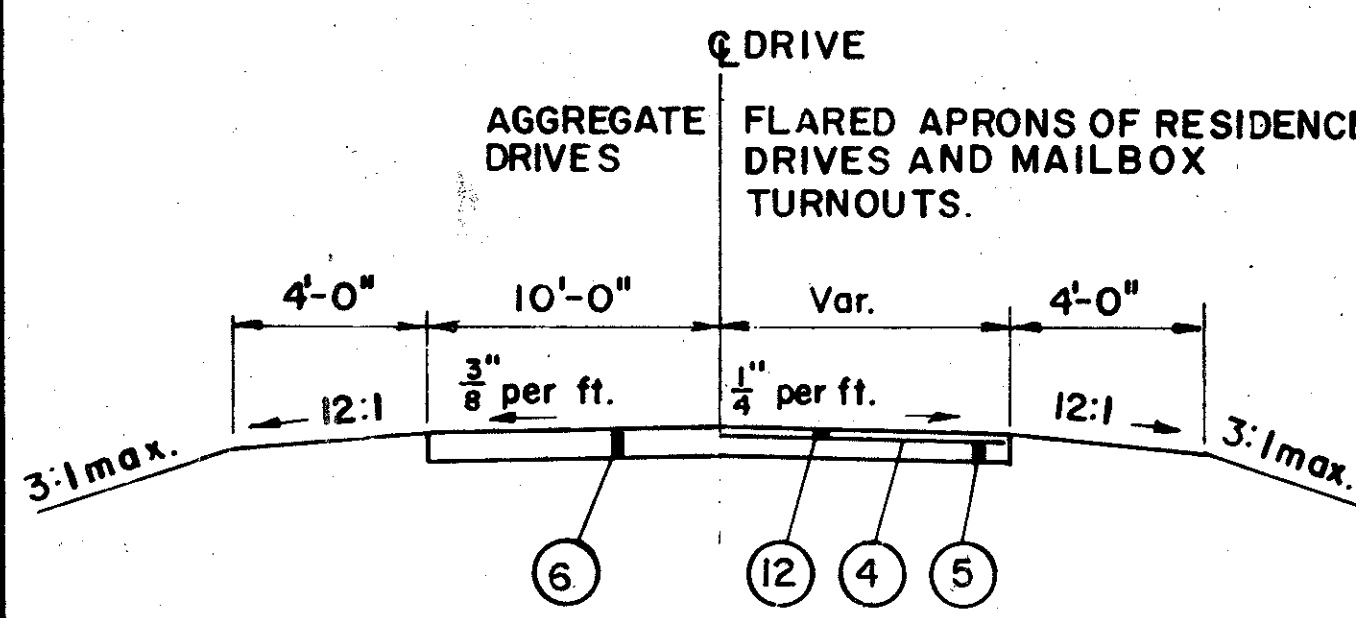 ℄ DRIVE
AGGREGATE
DRIVES
FLARED APRONS OF RESIDENCE
DRIVES AND MAILBOX
TURNOUTS.
4'-0" 10'-0" Var. 4'-0"
3/8" per ft. 1/4" per ft.
12:1 12:1
3:1 max. 3:1 max.
6 12 4 5